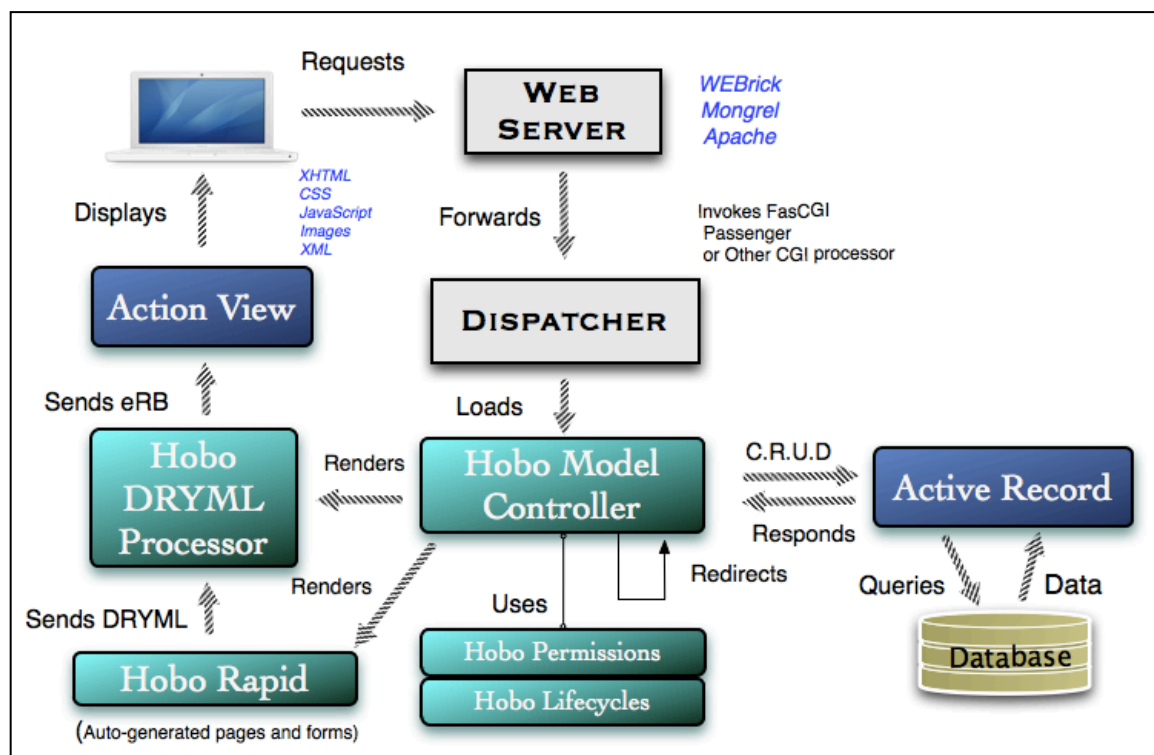 Requests
WEB
SERVER
WEBrick
Mongrel
Apache
Displays
XHTML
CSS
JavaScript
Images
XML
Forwards
Invokes FasCGI
Passenger
or Other CGI processor
Action View
DISPATCHER
Sends eRB
Loads
Hobo
DRYML
Processor
Renders
Hobo Model
Controller
C.R.U.D
Responds
Active Record
Renders
Redirects
Queries
Data
Sends DRYML
Uses
Hobo Rapid
(Auto-generated pages and forms)
Hobo Permissions
Hobo Lifecycles
Database